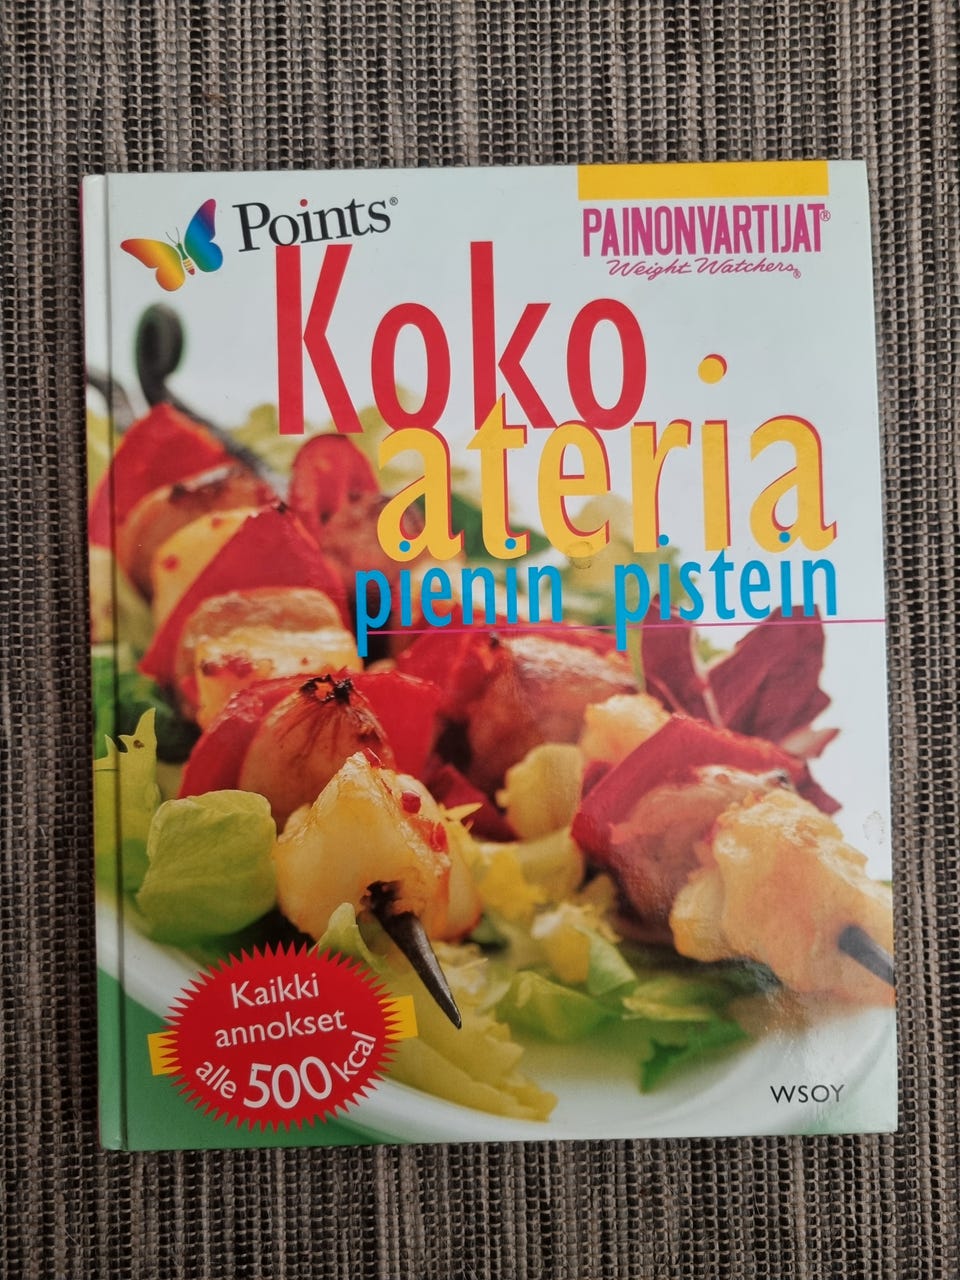 Points®
PAINONVARTIJAT®
Weight Watchers®
Koko
ateria
pienin pistein
Kaikki
annokset
alle 500 kcal
WSOY